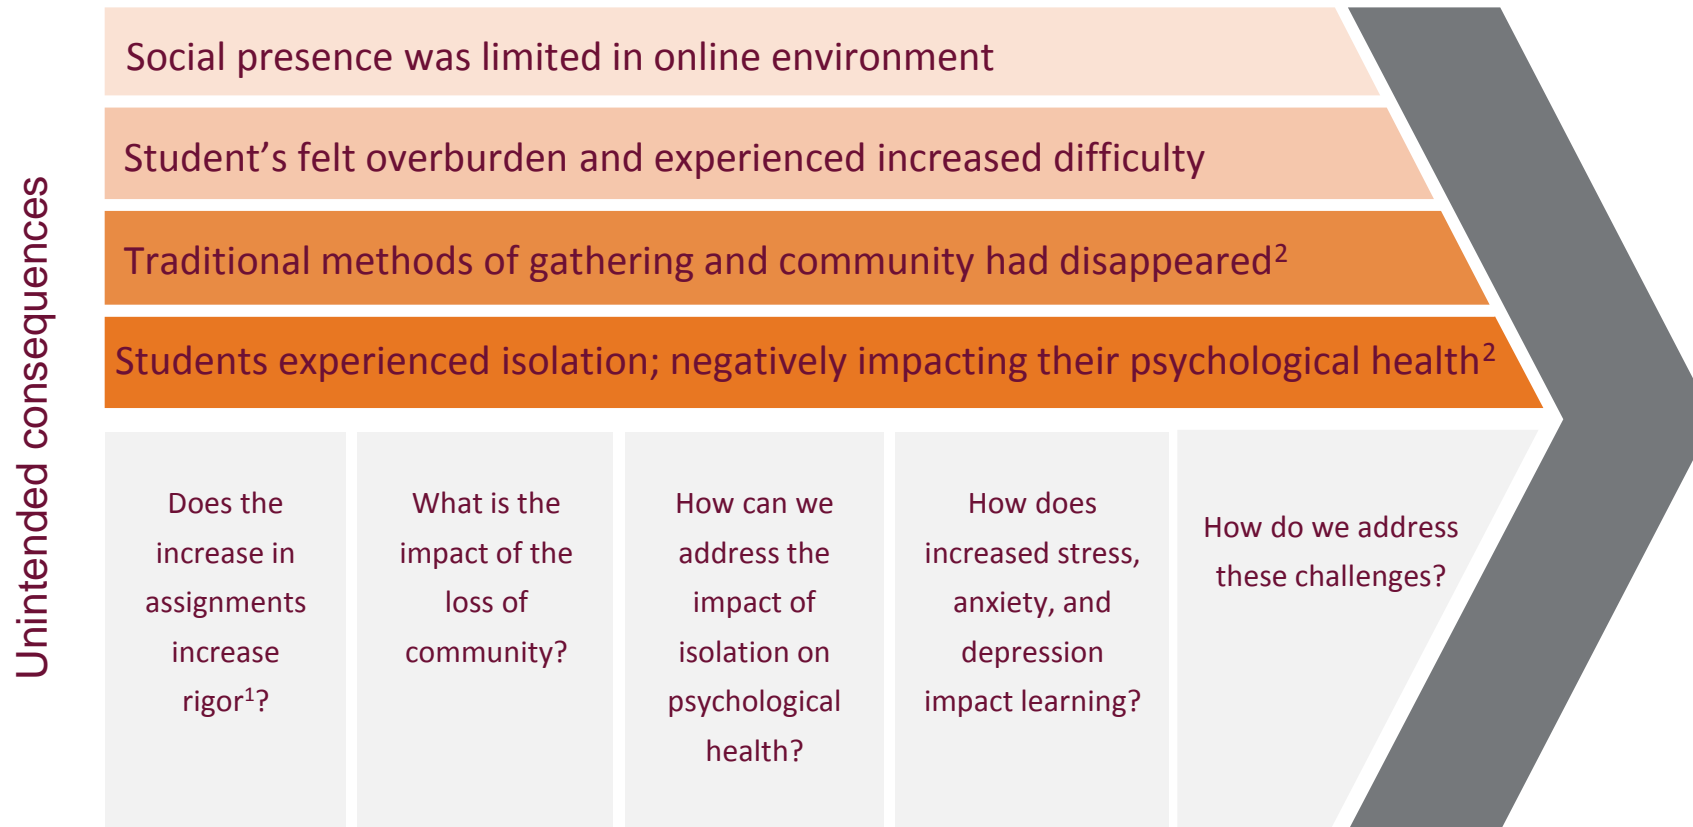 Unintended consequences
Social presence was limited in online environment
Student’s felt overburden and experienced increased difficulty
Traditional methods of gathering and community had disappeared²
Students experienced isolation; negatively impacting their psychological health²
Does the
increase in
assignments
increase
rigor¹?
What is the
impact of the
loss of
community?
How can we
address the
impact of
isolation on
psychological
health?
How does
increased stress,
anxiety, and
depression
impact learning?
How do we address
these challenges?